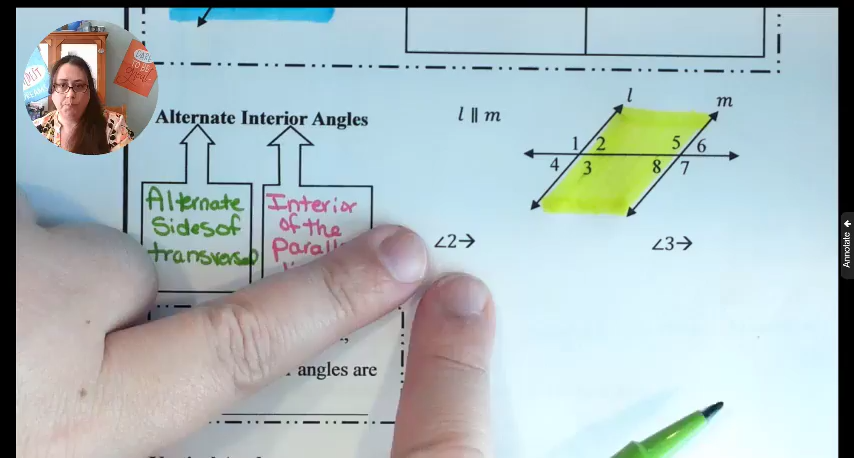 Alternate Interior Angles
l ∥ m
Alternate
Sides of
transversal
Interior
of the
l
m
1 2
5 6
4 3
8 7
∠2→
∠3→
angles are
Annotate